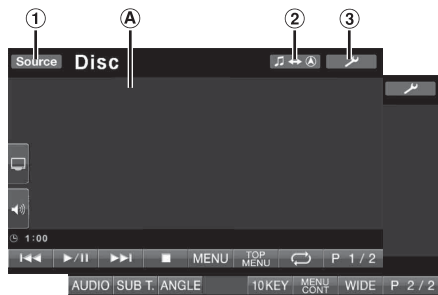 1 A 2 3
Source Disc
1:00
MENU TOP MENU P 1 / 2
AUDIO SUB T. ANGLE 10KEY MENU CONT WIDE P 2 / 2